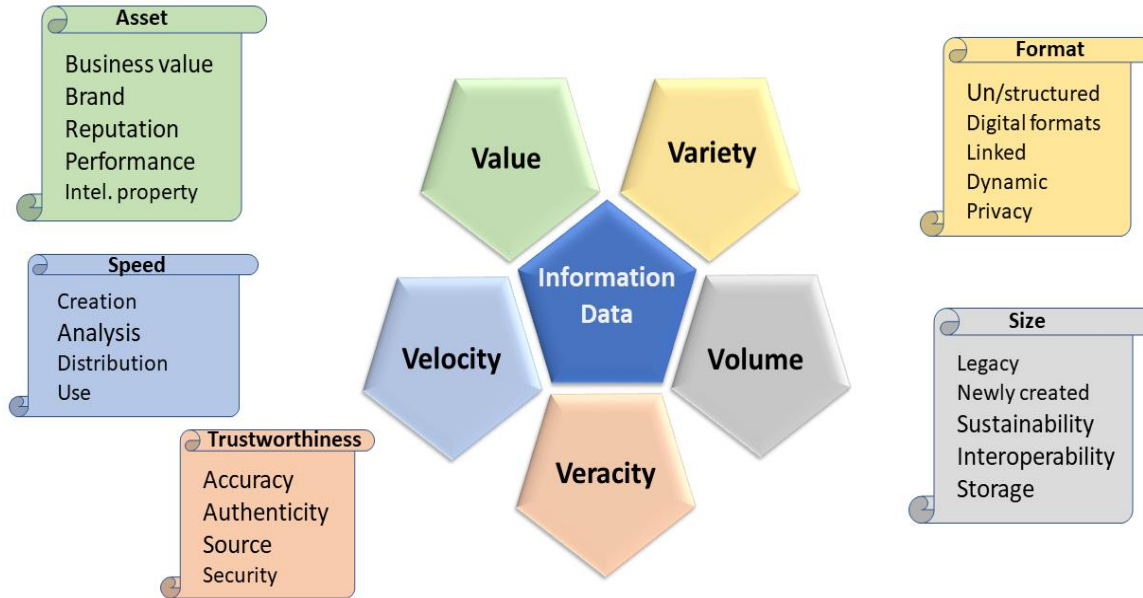 Asset
Business value
Brand
Reputation
Performance
Intel. property
Speed
Creation
Analysis
Distribution
Use
Trustworthiness
Accuracy
Authenticity
Source
Security
Value
Variety
Information
Data
Velocity
Volume
Veracity
Format
Un/structured
Digital formats
Linked
Dynamic
Privacy
Size
Legacy
Newly created
Sustainability
Interoperability
Storage